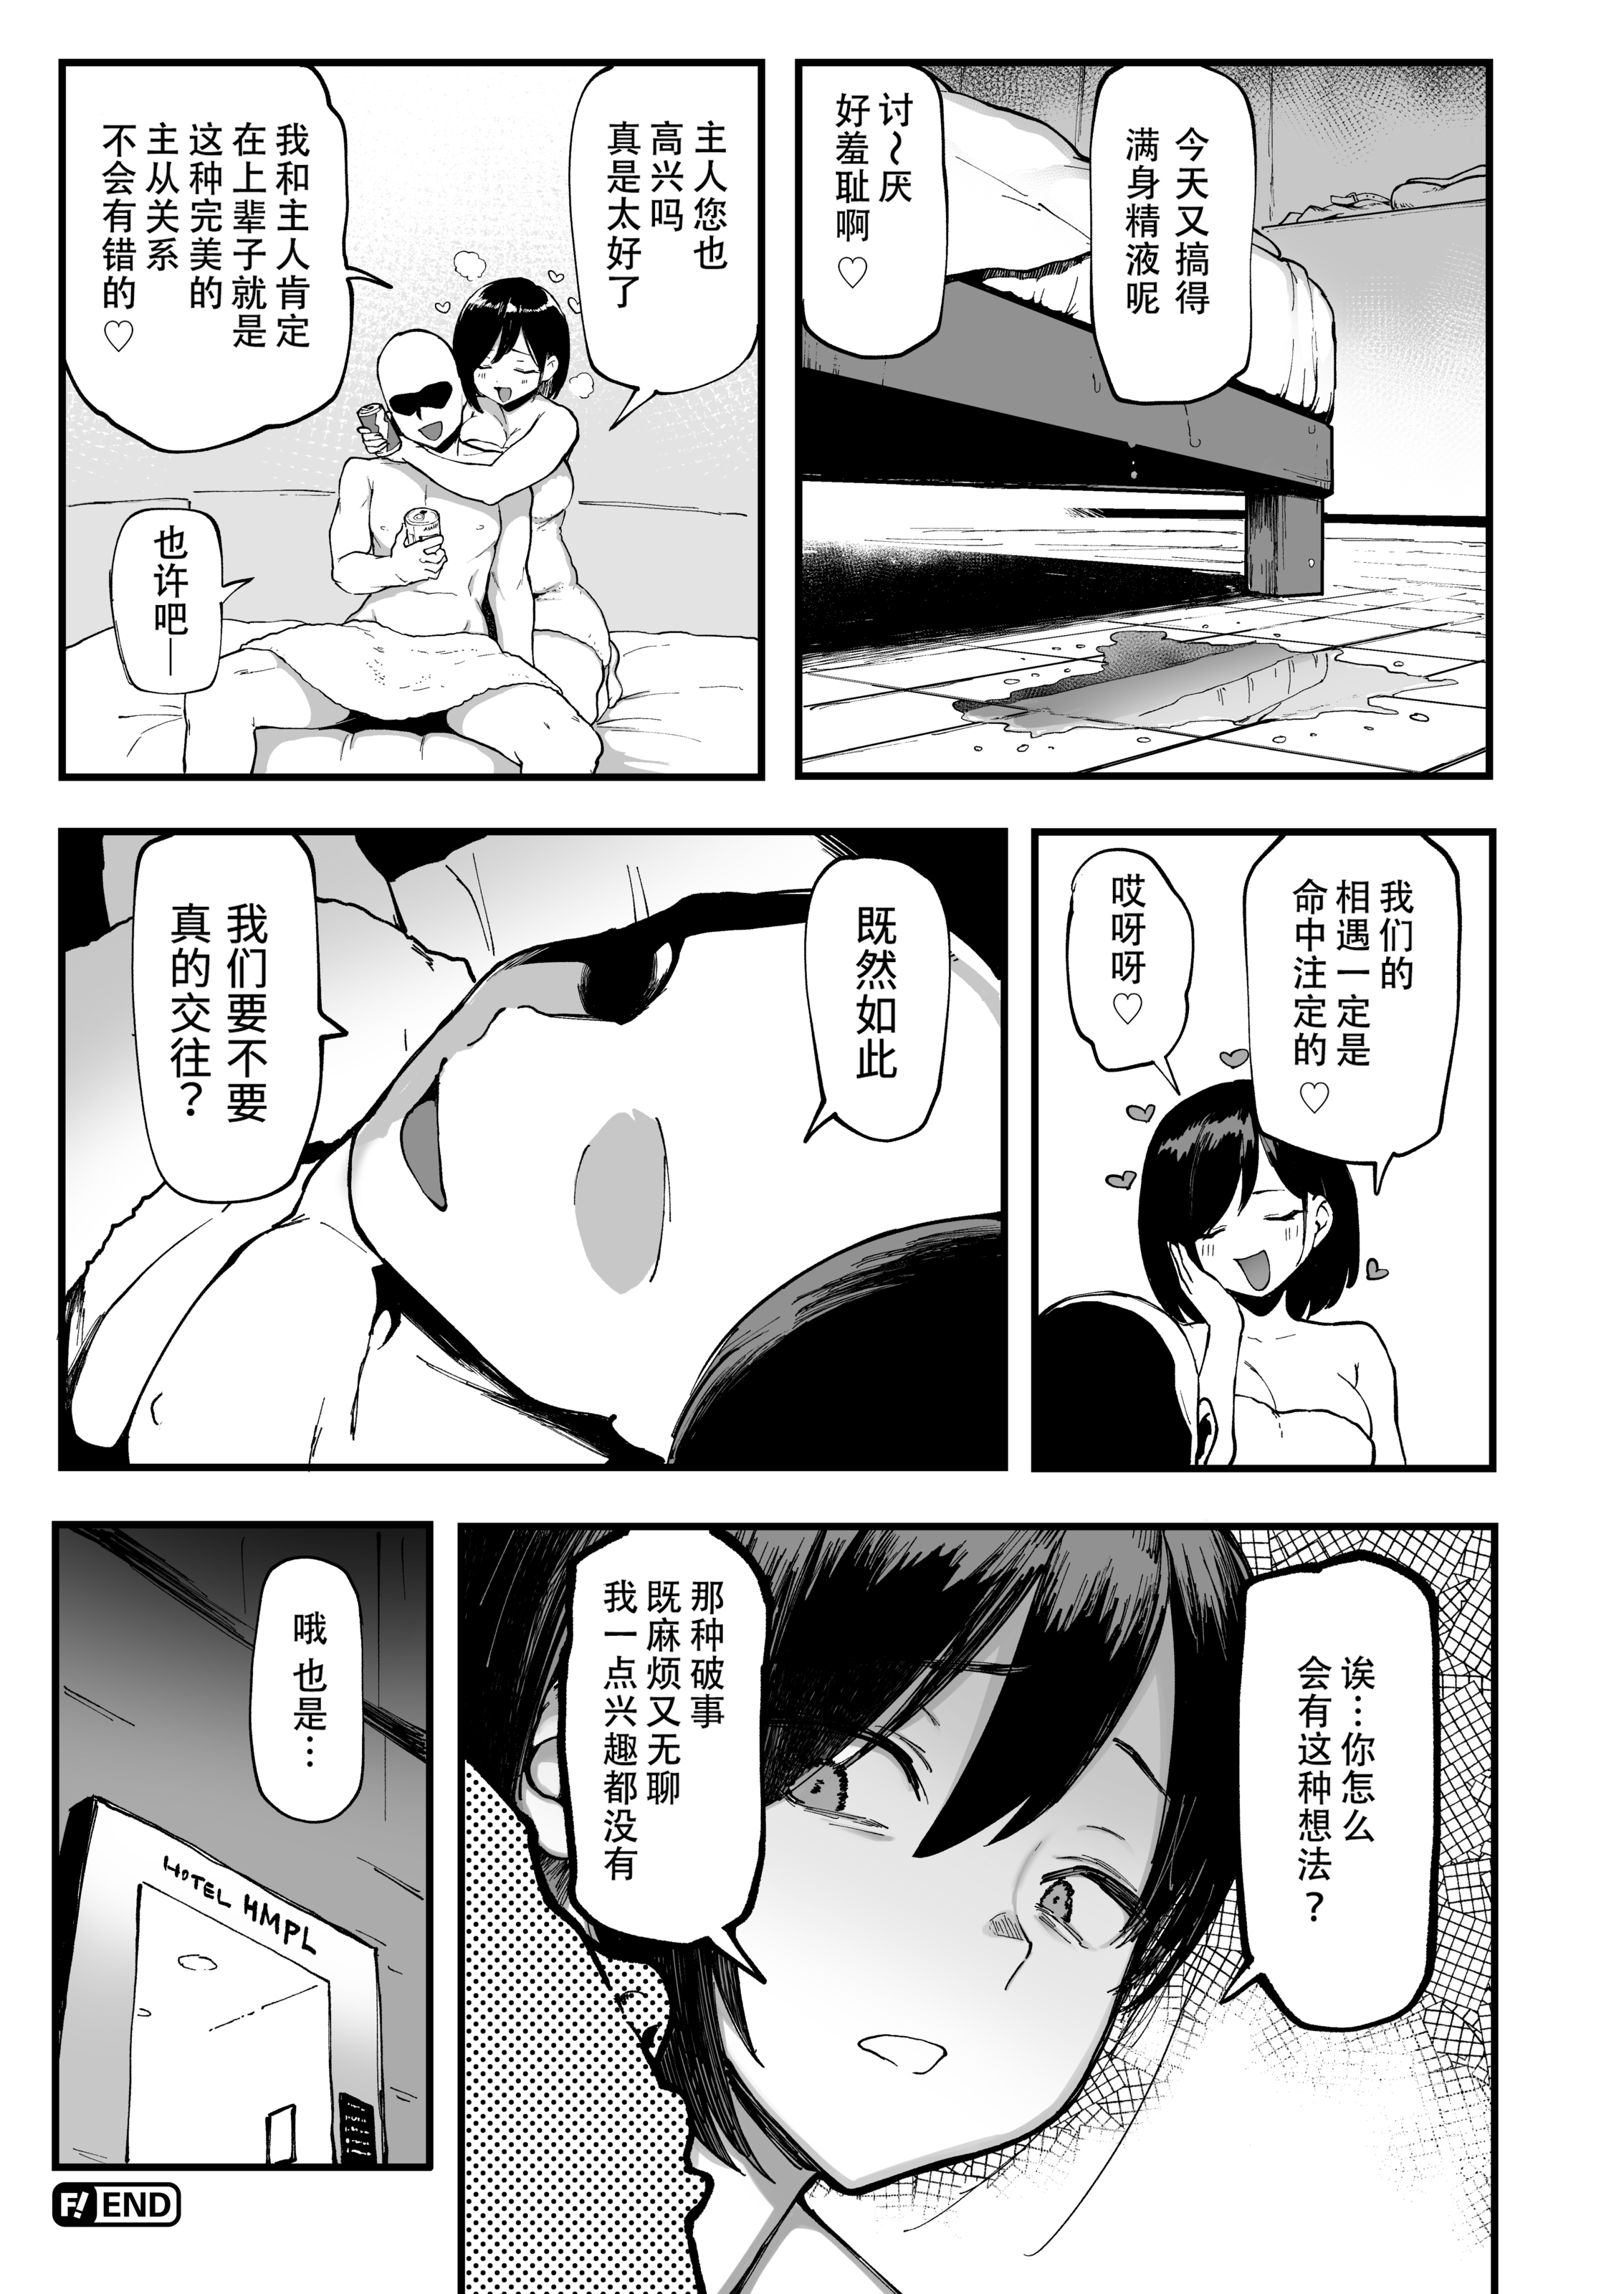 今天又搞得
满身精液呢
讨～厌
好羞耻啊♡
主人您也
高兴吗
真是太好了
我和主人肯定
在上辈子就是
这种完美的
主从关系
不会有错的♡
也许吧—
我们的
相遇一定是
命中注定的♡
哎呀呀♡
既然如此
我们要不要
真的交往？
诶…你怎么
会有这种想法？
那种破事
既麻烦又无聊
我一点兴趣都没有
哦 也是…
HOTEL HMPL
F! END